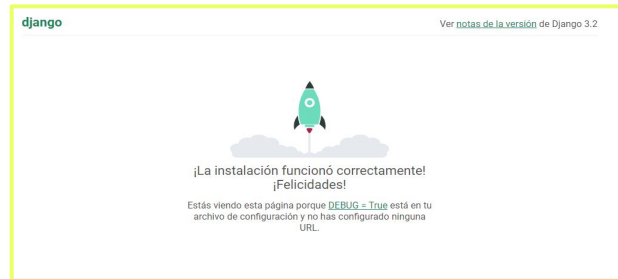 django
Ver notas de la versión de Django 3.2
¡La instalación funcionó correctamente!
¡Felicidades!
Estás viendo esta página porque DEBUG = True está en tu
archivo de configuración y no has configurado ninguna
URL.